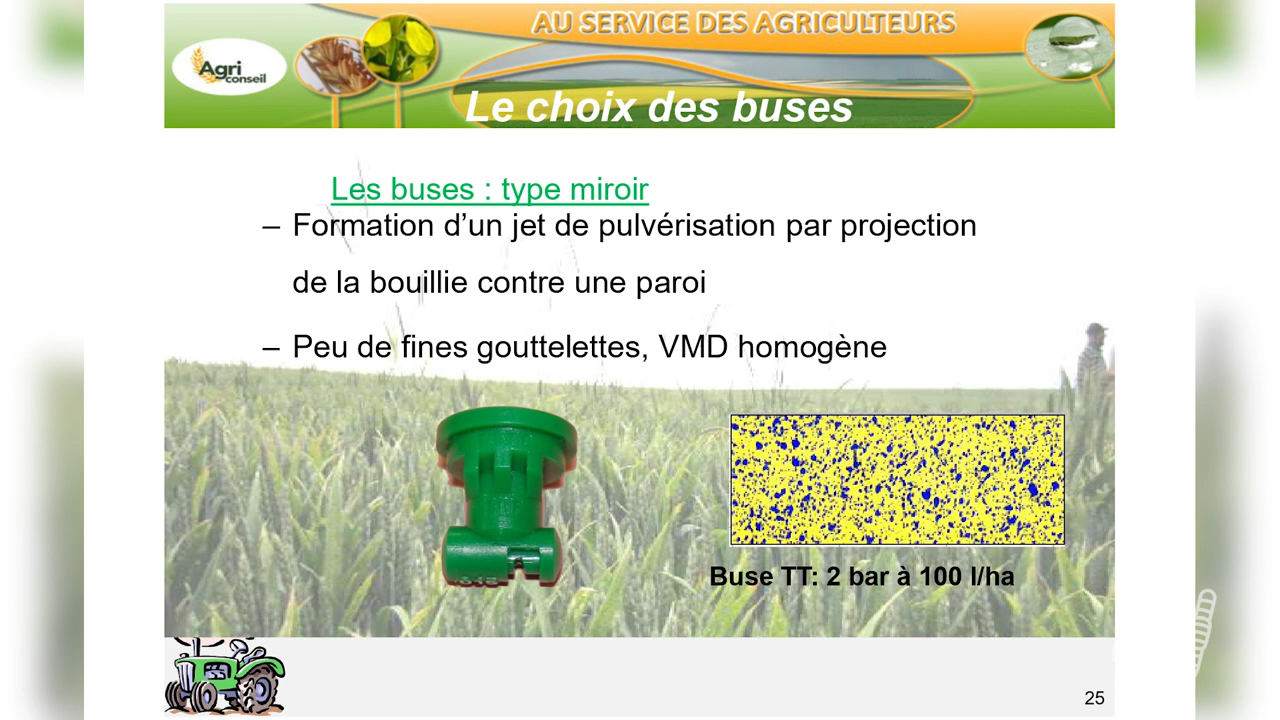 AU SERVICE DES AGRICULTEURS
Agri
conseil
Le choix des buses
Les buses : type miroir
– Formation d’un jet de pulvérisation par projection
de la bouillie contre une paroi
– Peu de fines gouttelettes, VMD homogène
Buse TT: 2 bar à 100 l/ha
25